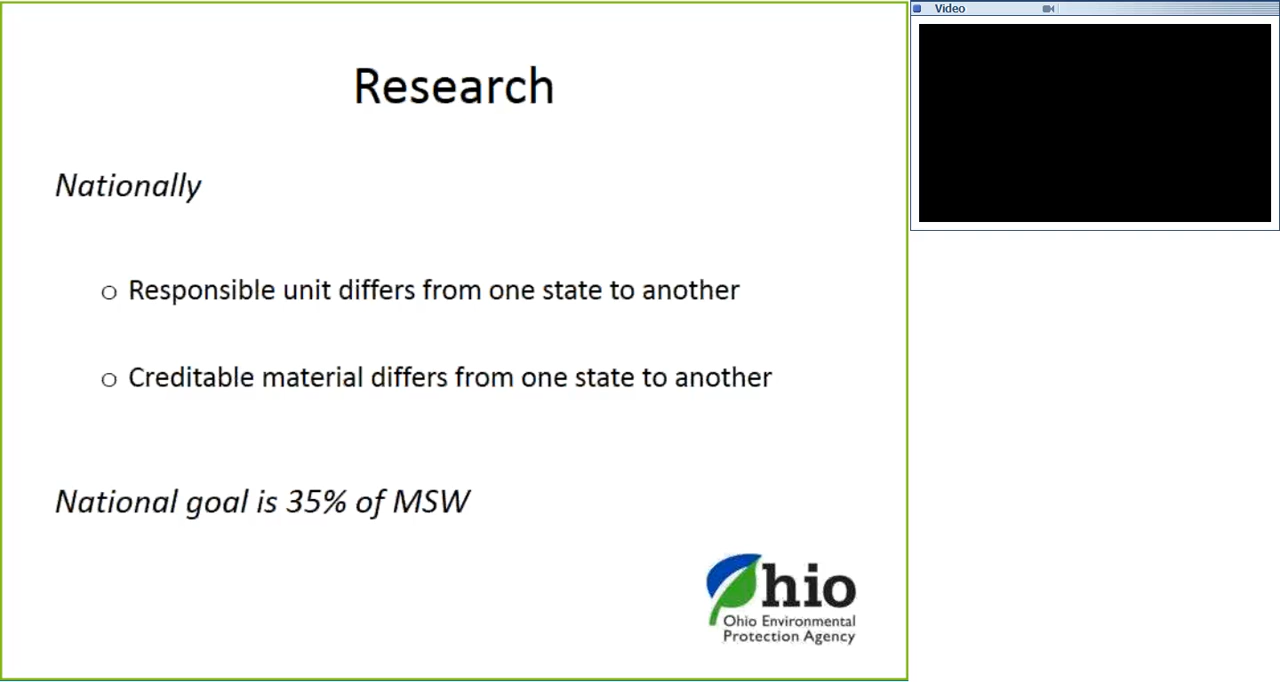 Research
Nationally
o Responsible unit differs from one state to another
o Creditable material differs from one state to another
National goal is 35% of MSW
Ohio
Ohio Environmental
Protection Agency
Video